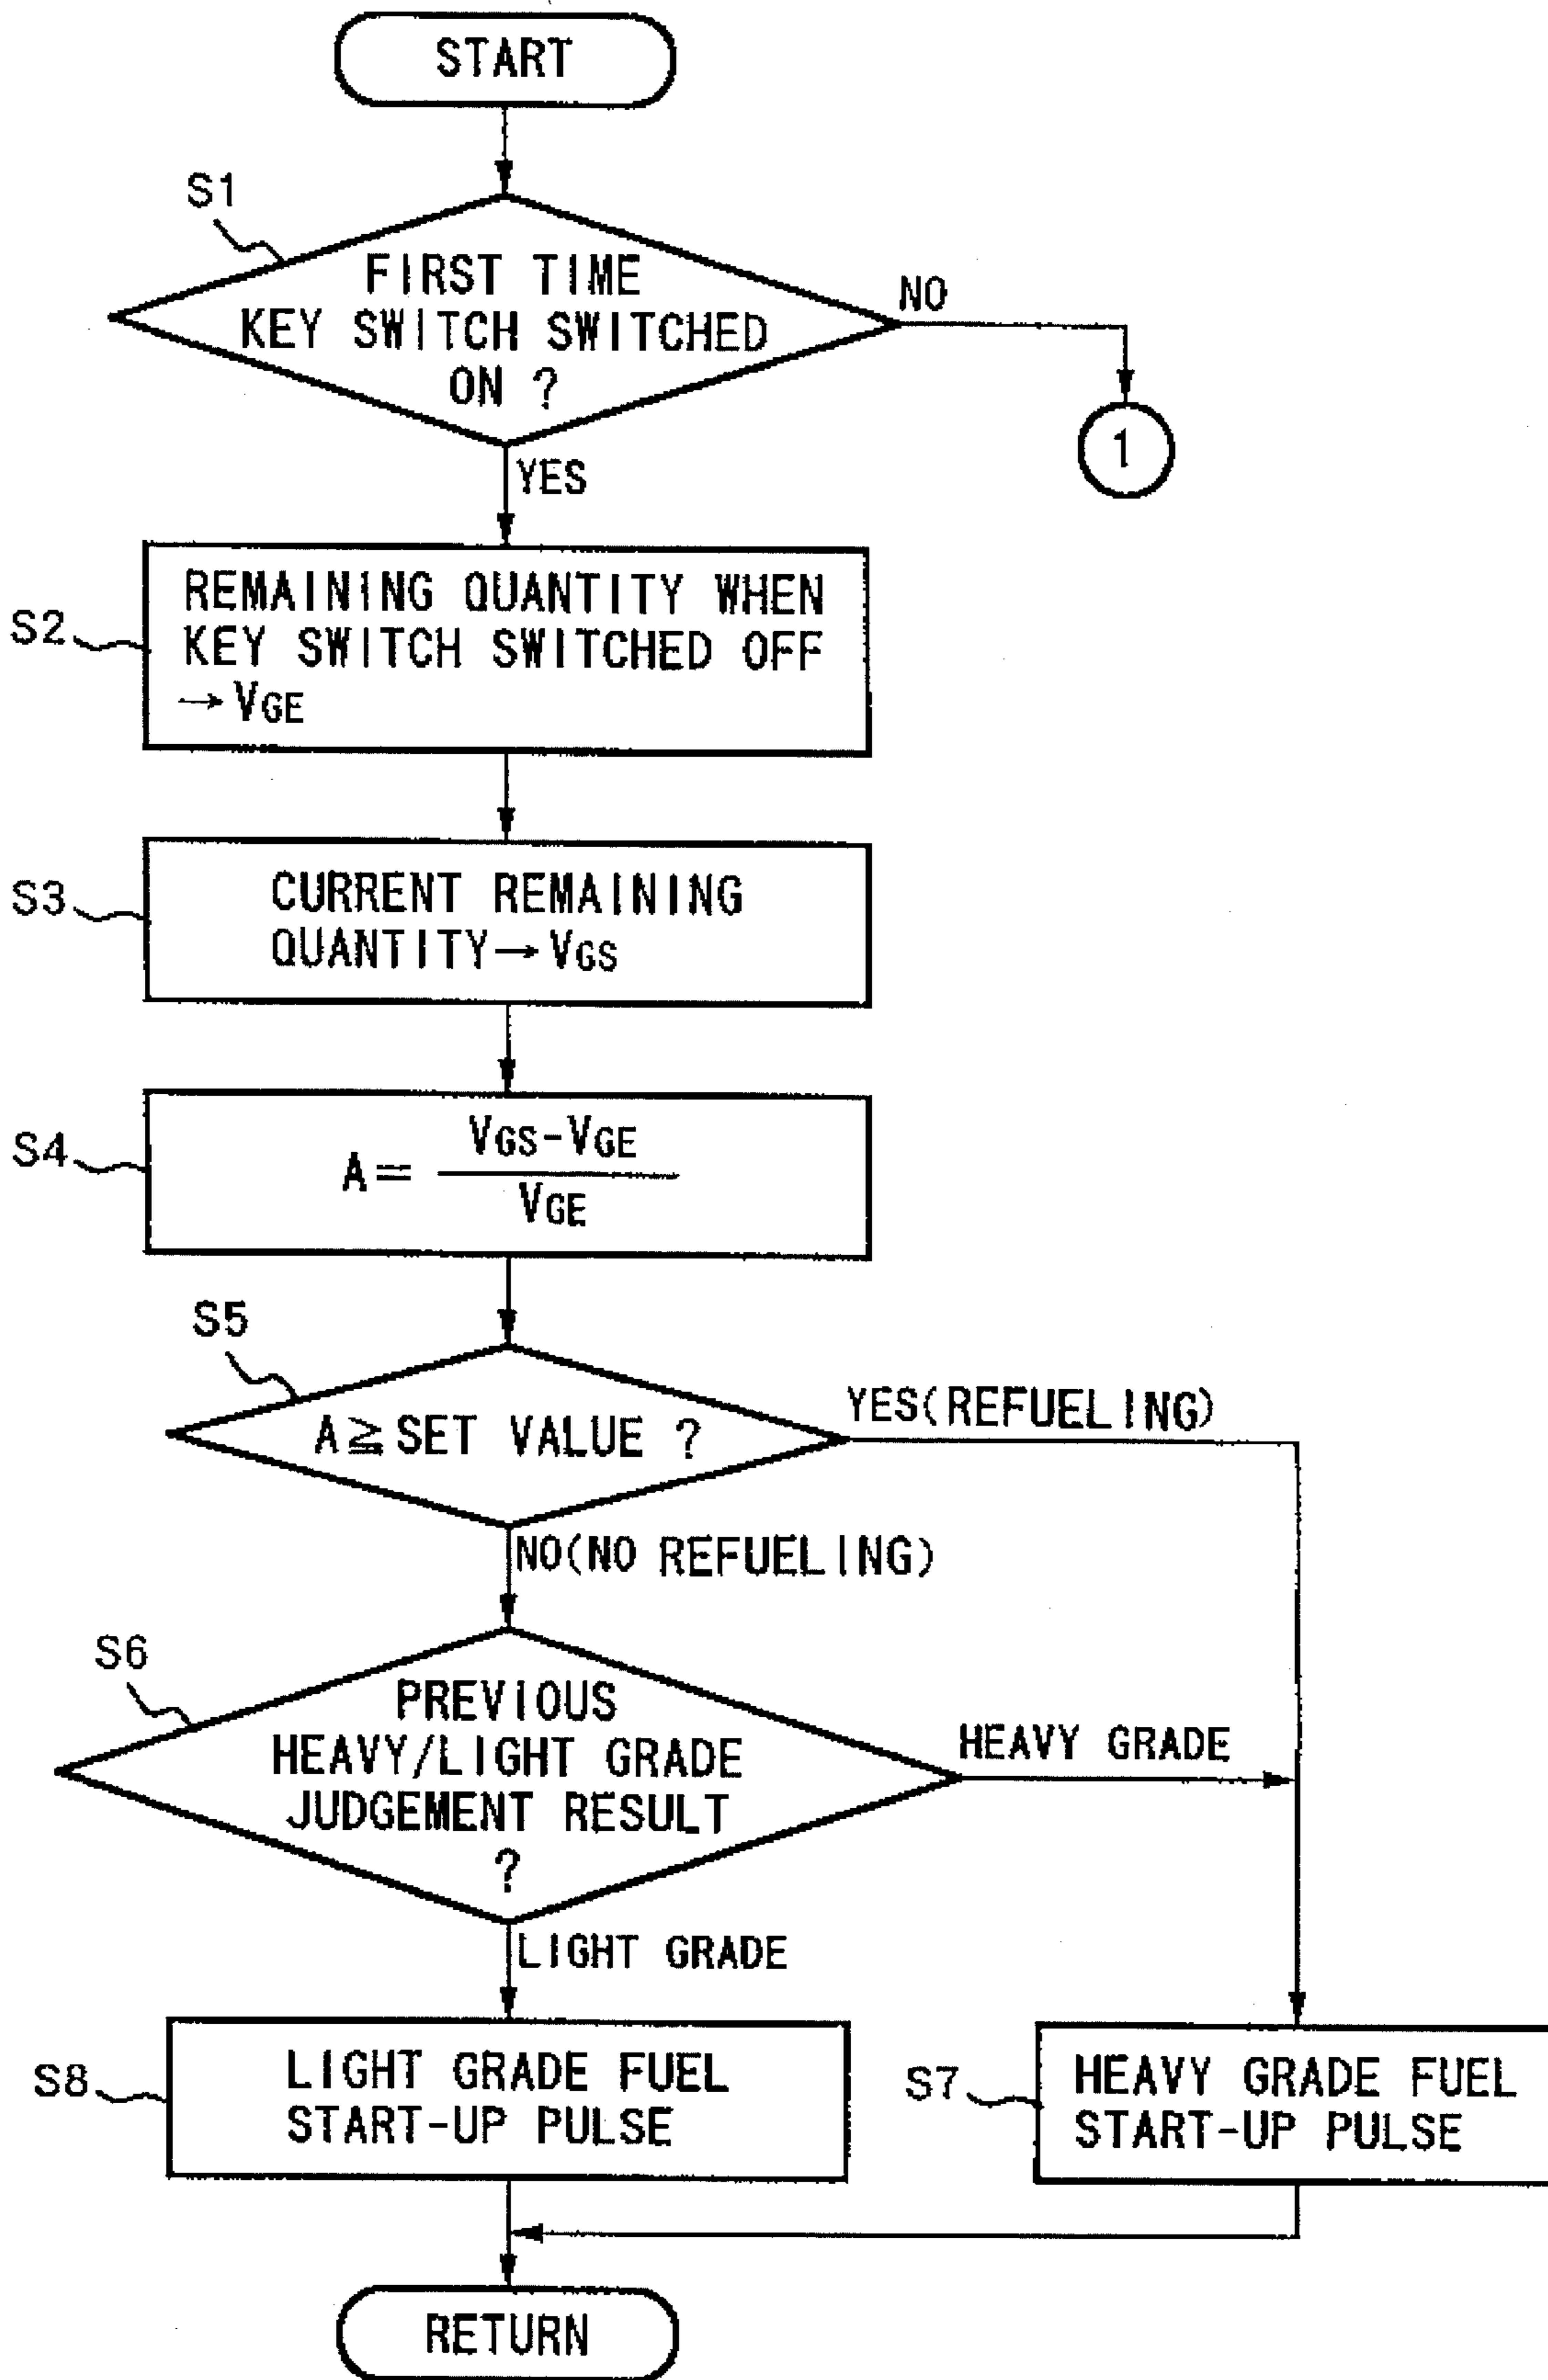 START
S1
FIRST TIME
KEY SWITCH SWITCHED
ON ?
NO
1
YES
S2
REMAINING QUANTITY WHEN
KEY SWITCH SWITCHED OFF
→ VGE
S3
CURRENT REMAINING
QUANTITY → VGS
S4
A = VGS-VGE
VGE
S5
A ≧ SET VALUE ?
YES(REFUELING)
NO(NO REFUELING)
S6
PREVIOUS
HEAVY/LIGHT GRADE
JUDGEMENT RESULT
?
HEAVY GRADE
LIGHT GRADE
S8
LIGHT GRADE FUEL
START-UP PULSE
S7
HEAVY GRADE FUEL
START-UP PULSE
RETURN